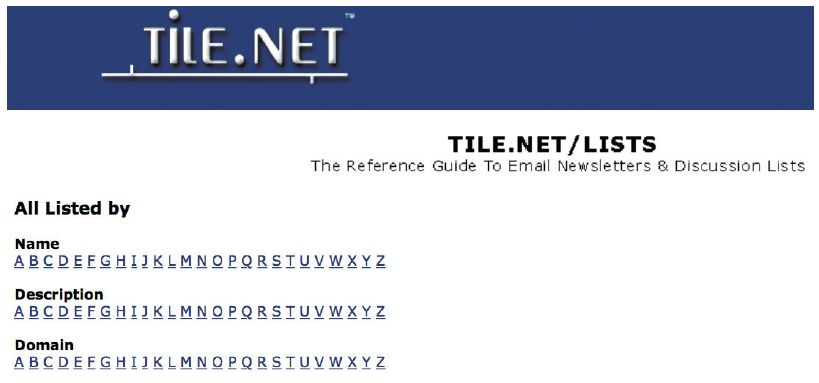 TiLE.NET™
TILE.NET/LISTS
The Reference Guide To Email Newsletters & Discussion Lists
All Listed by
Name
A B C D E F G H I J K L M N O P Q R S T U V W X Y Z
Description
A B C D E F G H I J K L M N O P Q R S T U V W X Y Z
Domain
A B C D E F G H I J K L M N O P Q R S T U V W X Y Z